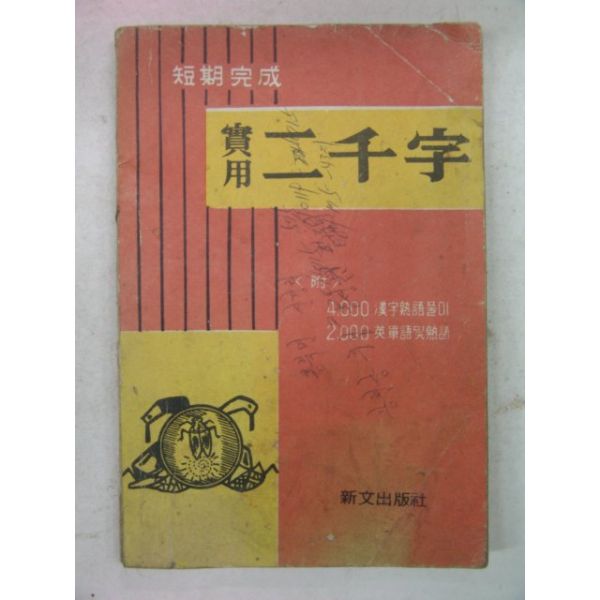 短期完成
實用 二千字
<附>
4.000 漢字熟語풀이
2.000 英單語및熟語
新文出版社